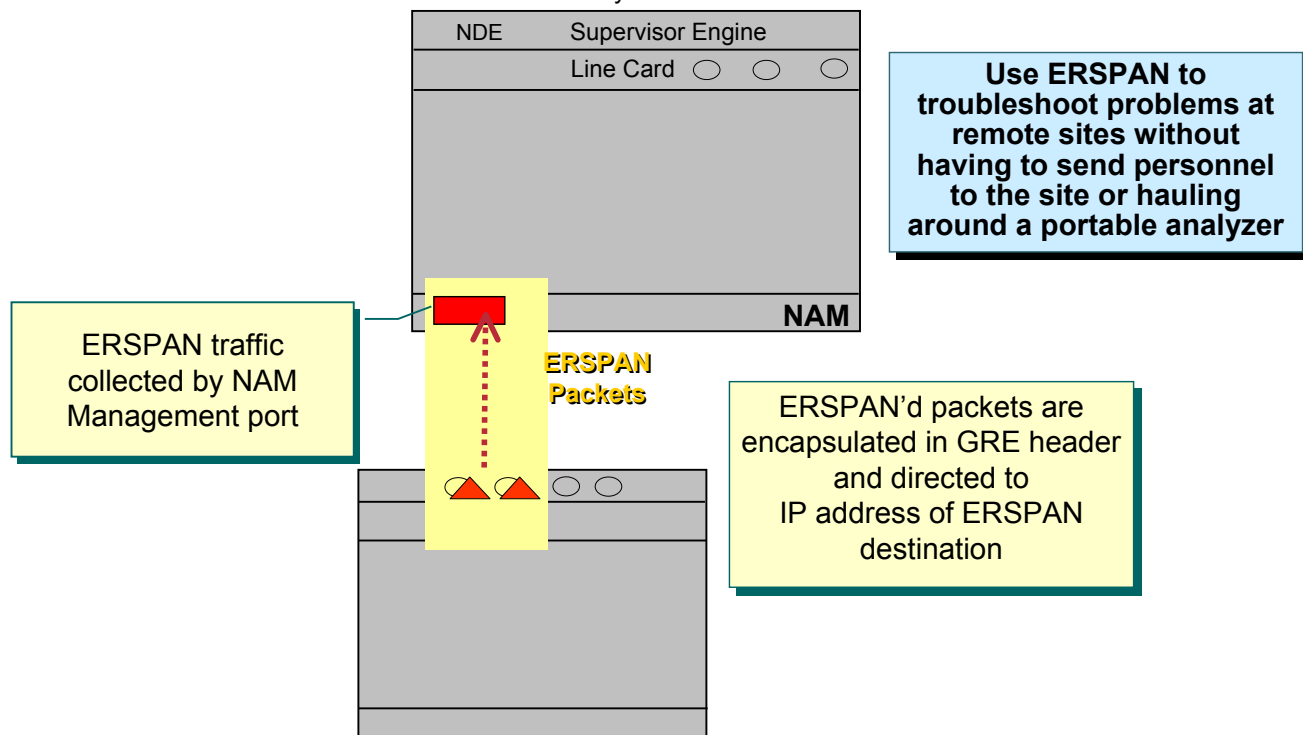 NDE Supervisor Engine
Line Card
Use ERSPAN to
troubleshoot problems at
remote sites without
having to send personnel
to the site or hauling
around a portable analyzer
NAM
ERSPAN traffic
collected by NAM
Management port
ERSPAN
Packets
ERSPAN’d packets are
encapsulated in GRE header
and directed to
IP address of ERSPAN
destination